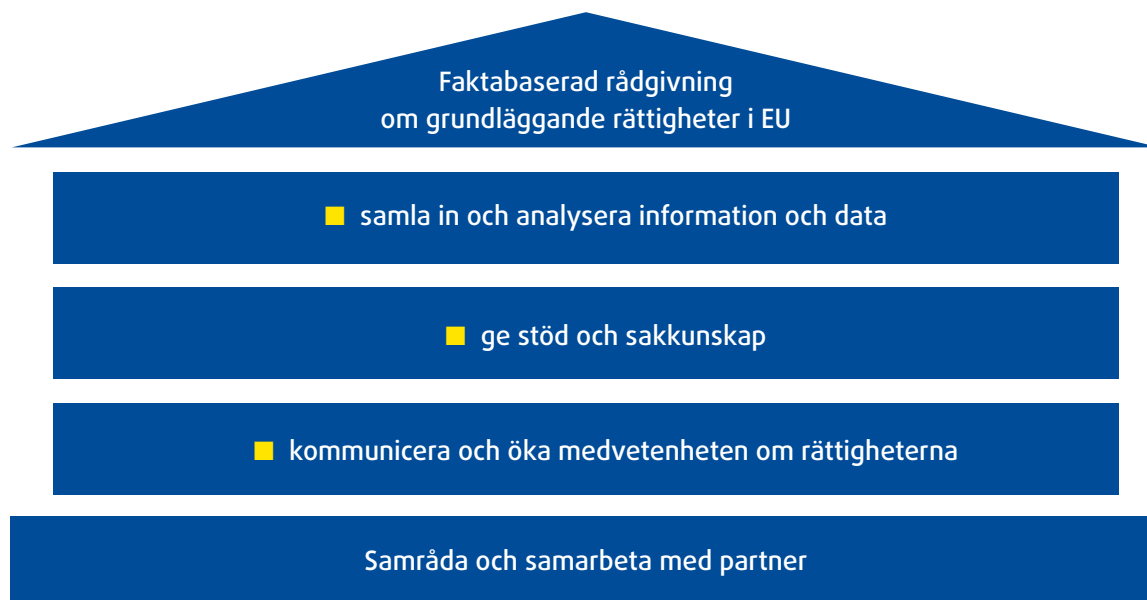 Faktabaserad rådgivning
om grundläggande rättigheter i EU
samla in och analysera information och data
ge stöd och sakkunskap
kommunicera och öka medvetenheten om rättigheterna
Samråda och samarbeta med partner